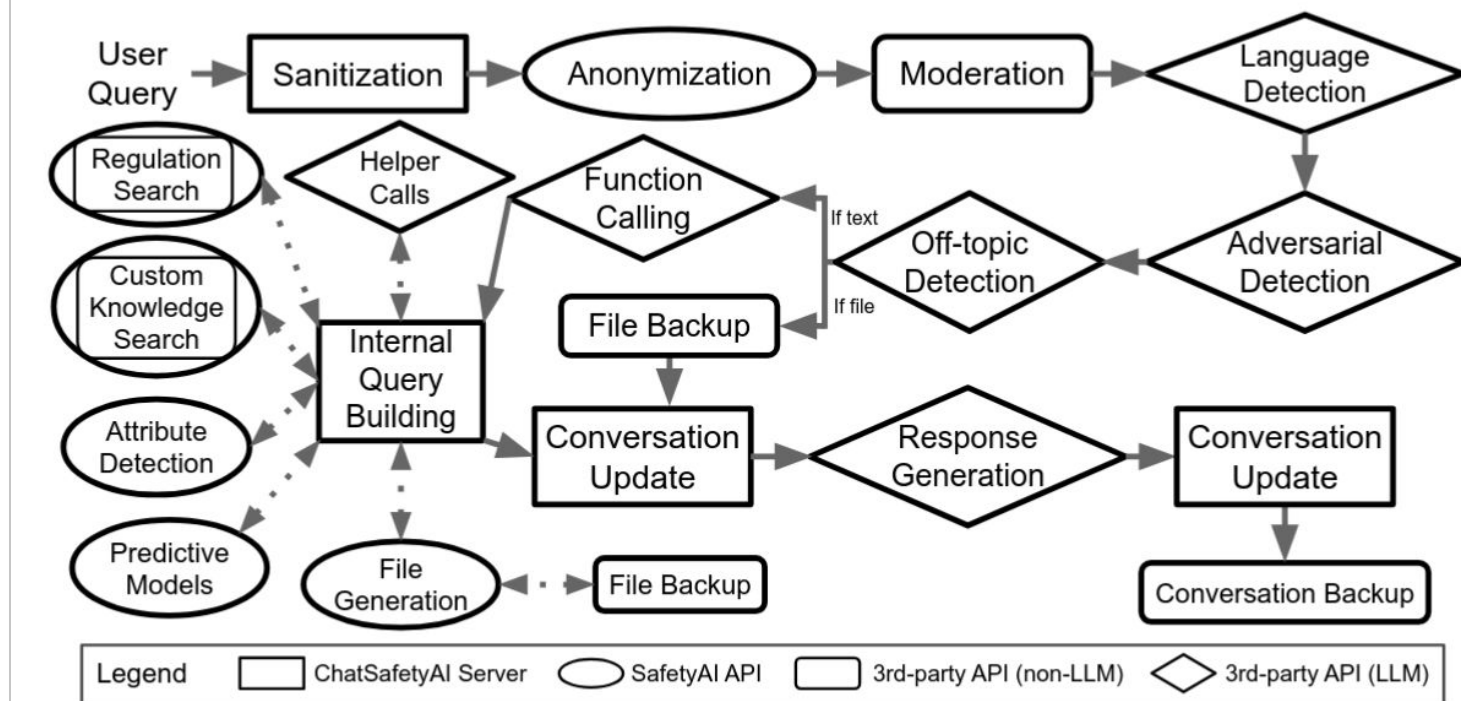 User
Query
Sanitization
Anonymization
Moderation
Language
Detection
Regulation
Search
Helper
Calls
Function
Calling
If text
If file
Off-topic
Detection
Adversarial
Detection
Custom
Knowledge
Search
File Backup
Internal
Query
Building
Attribute
Detection
Conversation
Update
Response
Generation
Conversation
Update
Predictive
Models
File
Generation
File Backup
Conversation Backup
Legend
ChatSafetyAI Server
SafetyAI API
3rd-party API (non-LLM)
3rd-party API (LLM)